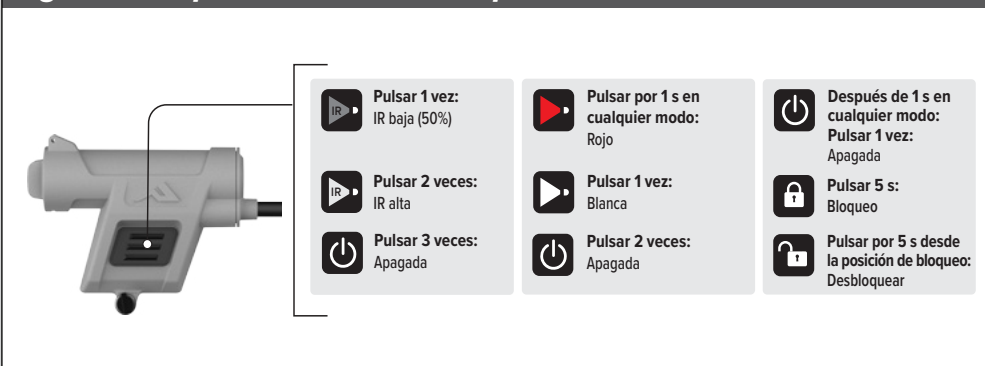 Pulsar 1 vez:
IR baja (50%)
IR
Pulsar 2 veces:
IR alta
IR
Pulsar 3 veces:
Apagada
Pulsar por 1 s en
cualquier modo:
Rojo
Pulsar 1 vez:
Blanca
Pulsar 2 veces:
Apagada
Después de 1 s en
cualquier modo:
Pulsar 1 vez:
Apagada
Pulsar 5 s:
Bloqueo
Pulsar por 5 s desde
la posición de bloqueo:
Desbloquear